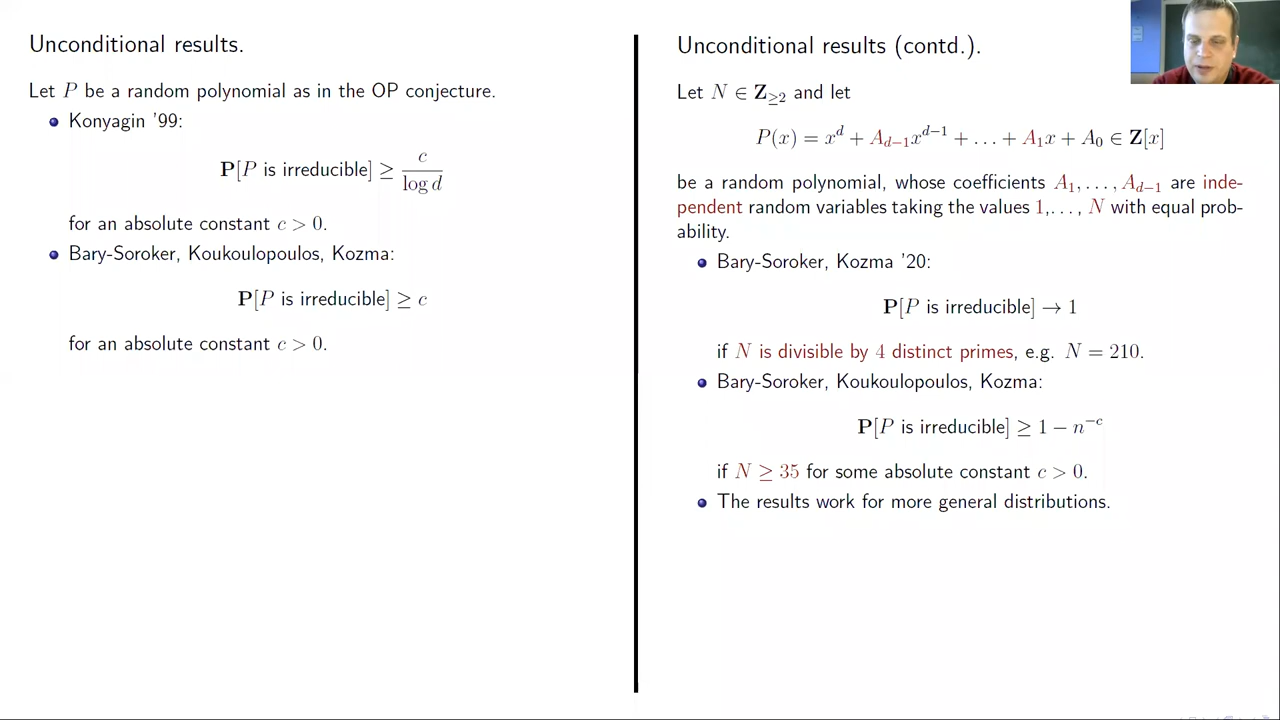 Unconditional results.
Let P be a random polynomial as in the OP conjecture.
• Konyagin '99:
P[P is irreducible] ≥ c / log d
for an absolute constant c > 0.
• Bary-Soroker, Koukoulopoulos, Kozma:
P[P is irreducible] ≥ c
for an absolute constant c > 0.
Unconditional results (contd.).
Let N ∈ Z≥2 and let
P(x) = x^d + A_{d−1}x^{d−1} + . . . + A_1x + A_0 ∈ Z[x]
be a random polynomial, whose coefficients A_1, . . . , A_{d−1} are inde-
pendent random variables taking the values 1,. . . , N with equal prob-
ability.
• Bary-Soroker, Kozma '20:
P[P is irreducible] → 1
if N is divisible by 4 distinct primes, e.g. N = 210.
• Bary-Soroker, Koukoulopoulos, Kozma:
P[P is irreducible] ≥ 1 − n^{−c}
if N ≥ 35 for some absolute constant c > 0.
• The results work for more general distributions.